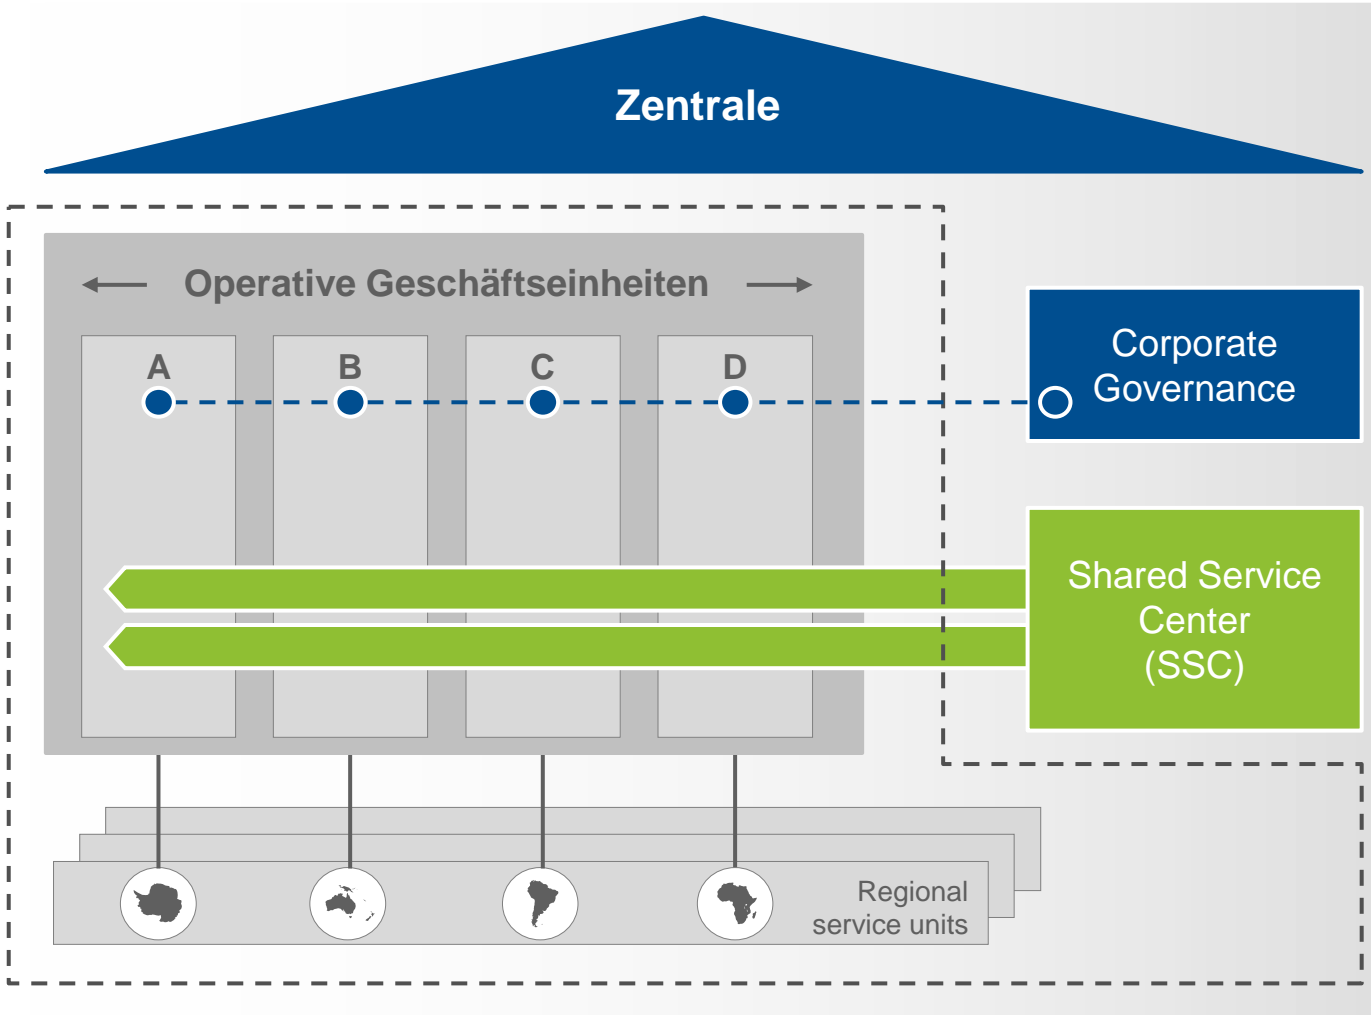 Zentrale
Operative Geschäftseinheiten
A
B
C
D
Corporate
Governance
Shared Service
Center
(SSC)
Regional
service units